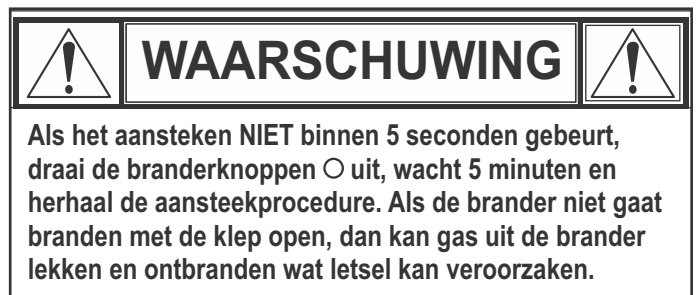 WAARSCHUWING
Als het aansteken NIET binnen 5 seconden gebeurt,
draai de branderknoppen ○ uit, wacht 5 minuten en
herhaal de aansteekprocedure. Als de brander niet gaat
branden met de klep open, dan kan gas uit de brander
lekken en ontbranden wat letsel kan veroorzaken.